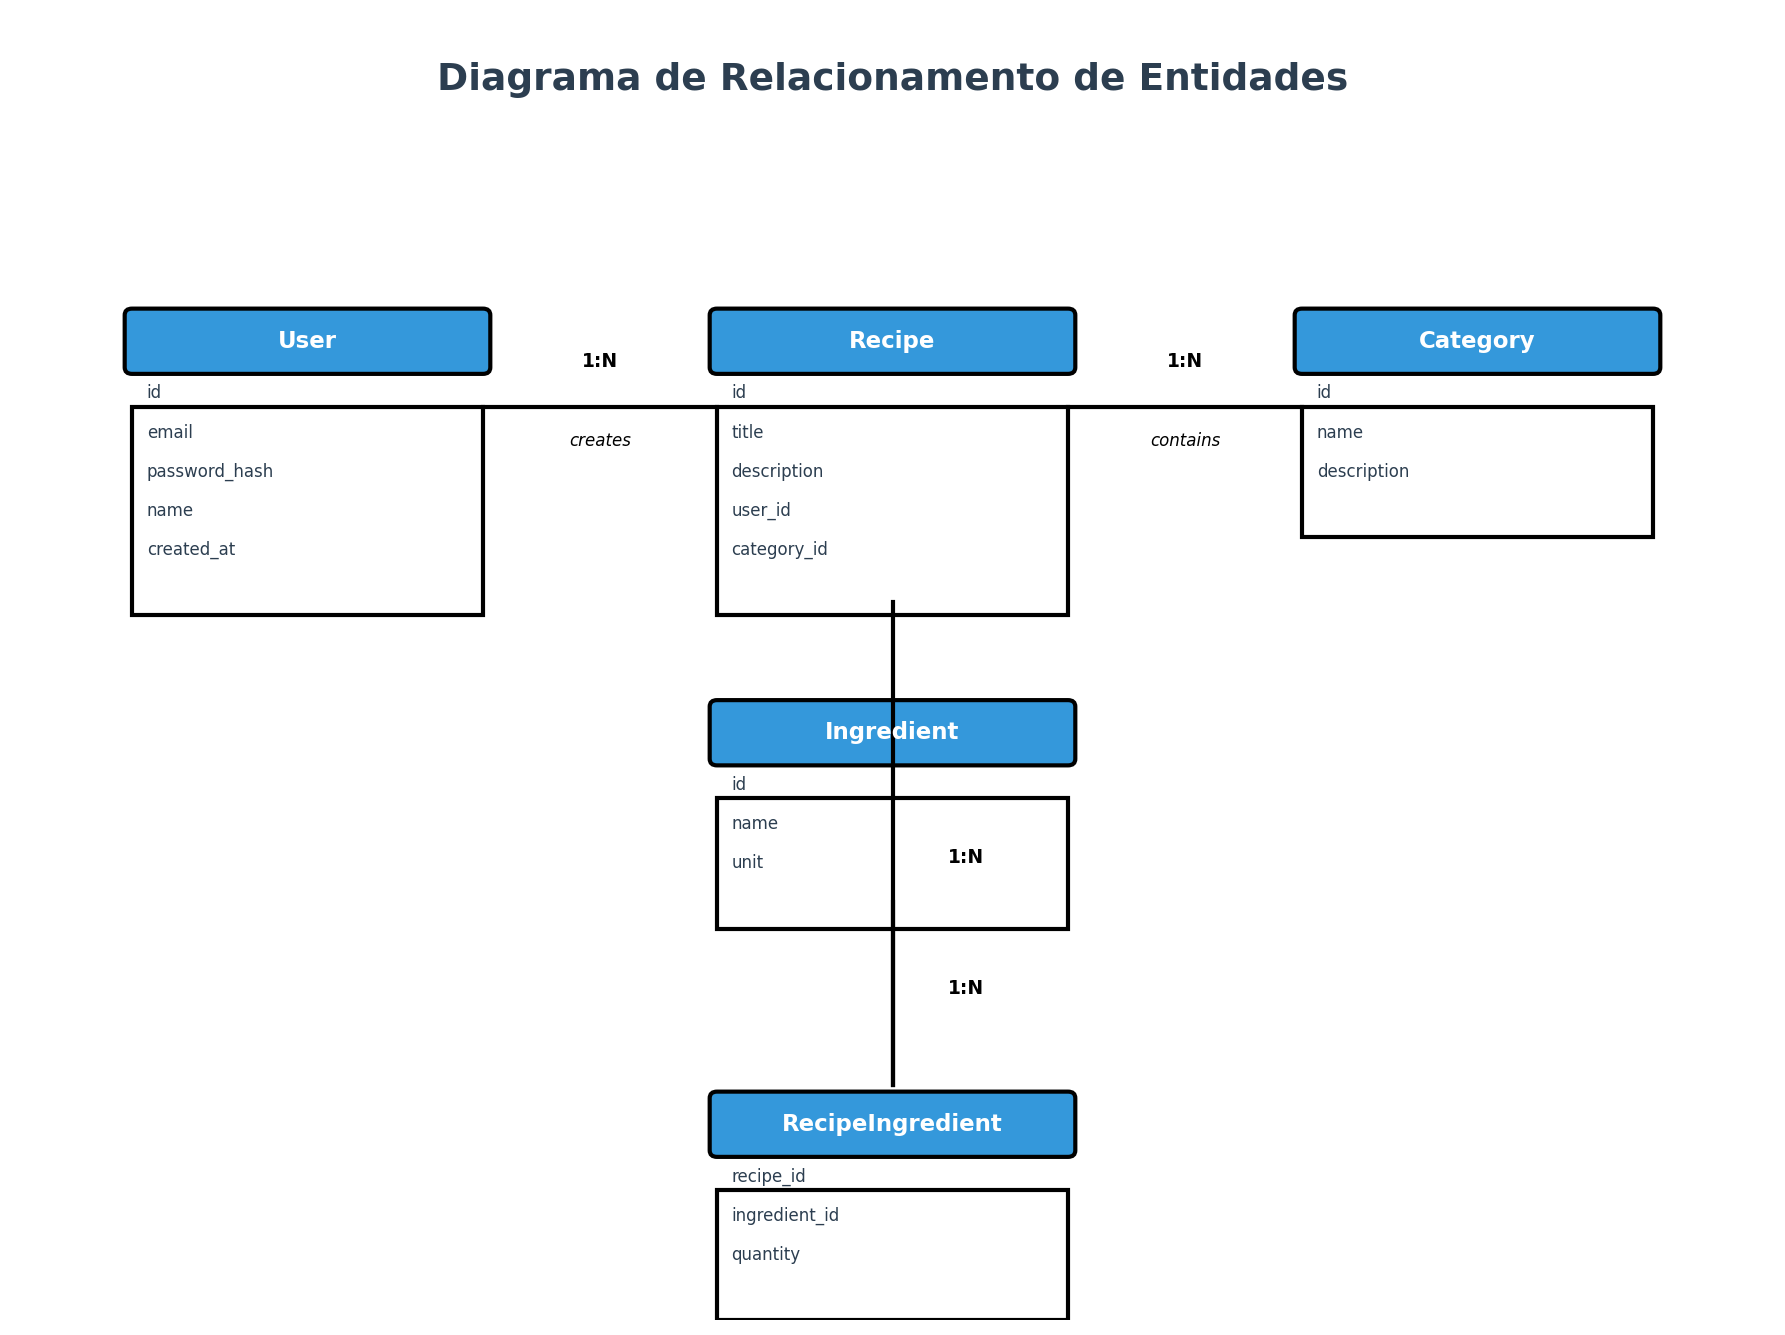 Diagrama de Relacionamento de Entidades
User
id
email
password_hash
name
created_at
1:N
creates
Recipe
id
title
description
user_id
category_id
1:N
contains
Category
id
name
description
Ingredient
id
name
unit
1:N
1:N
RecipeIngredient
recipe_id
ingredient_id
quantity